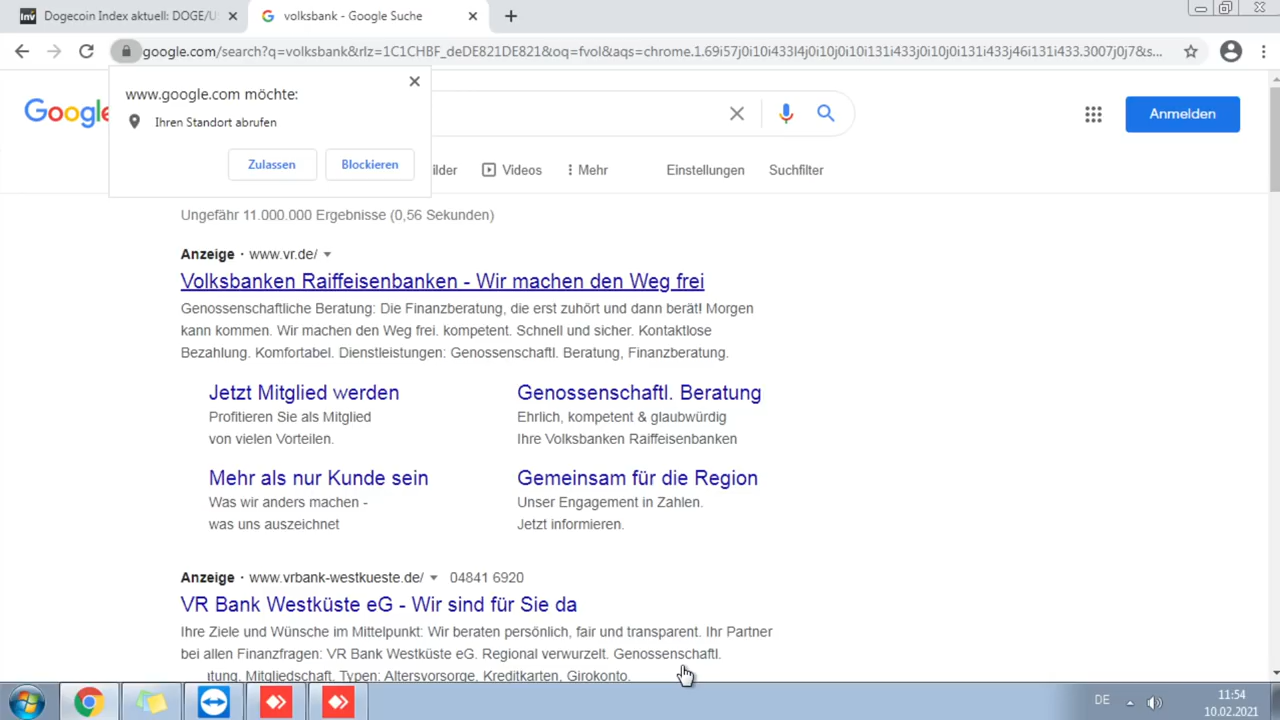 Dogecoin Index aktuell: DOGE/U
volksbank - Google Suche
google.com/search?q=volksbank&rlz=1C1CHBF_deDE821DE821&oq=fvol&aqs=chrome.1.69i57j0i10i433l4j0i10j0i10i131i433j0i10j0i131i433j46i131i433.3007j0j7&s...
www.google.com möchte:
Ihren Standort abrufen
Zulassen Blockieren
Google
Anmelden
ilder Videos Mehr Einstellungen Suchfilter
Ungefähr 11.000.000 Ergebnisse (0,56 Sekunden)
Anzeige · www.vr.de/
Volksbanken Raiffeisenbanken - Wir machen den Weg frei
Genossenschaftliche Beratung: Die Finanzberatung, die erst zuhört und dann berät! Morgen
kann kommen. Wir machen den Weg frei. kompetent. Schnell und sicher. Kontaktlose
Bezahlung. Komfortabel. Dienstleistungen: Genossenschaftl. Beratung, Finanzberatung.
Jetzt Mitglied werden
Profitieren Sie als Mitglied
von vielen Vorteilen.
Genossenschaftl. Beratung
Ehrlich, kompetent & glaubwürdig
Ihre Volksbanken Raiffeisenbanken
Mehr als nur Kunde sein
Was wir anders machen -
was uns auszeichnet
Gemeinsam für die Region
Unser Engagement in Zahlen.
Jetzt informieren.
Anzeige · www.vrbank-westkueste.de/ 04841 6920
VR Bank Westküste eG - Wir sind für Sie da
Ihre Ziele und Wünsche im Mittelpunkt: Wir beraten persönlich, fair und transparent. Ihr Partner
bei allen Finanzfragen: VR Bank Westküste eG. Regional verwurzelt. Genossenschaftl.
tung, Mitgliedschaft. Typen: Altersvorsorge, Kreditkarten, Girokonto.
DE
11:54
10.02.2021